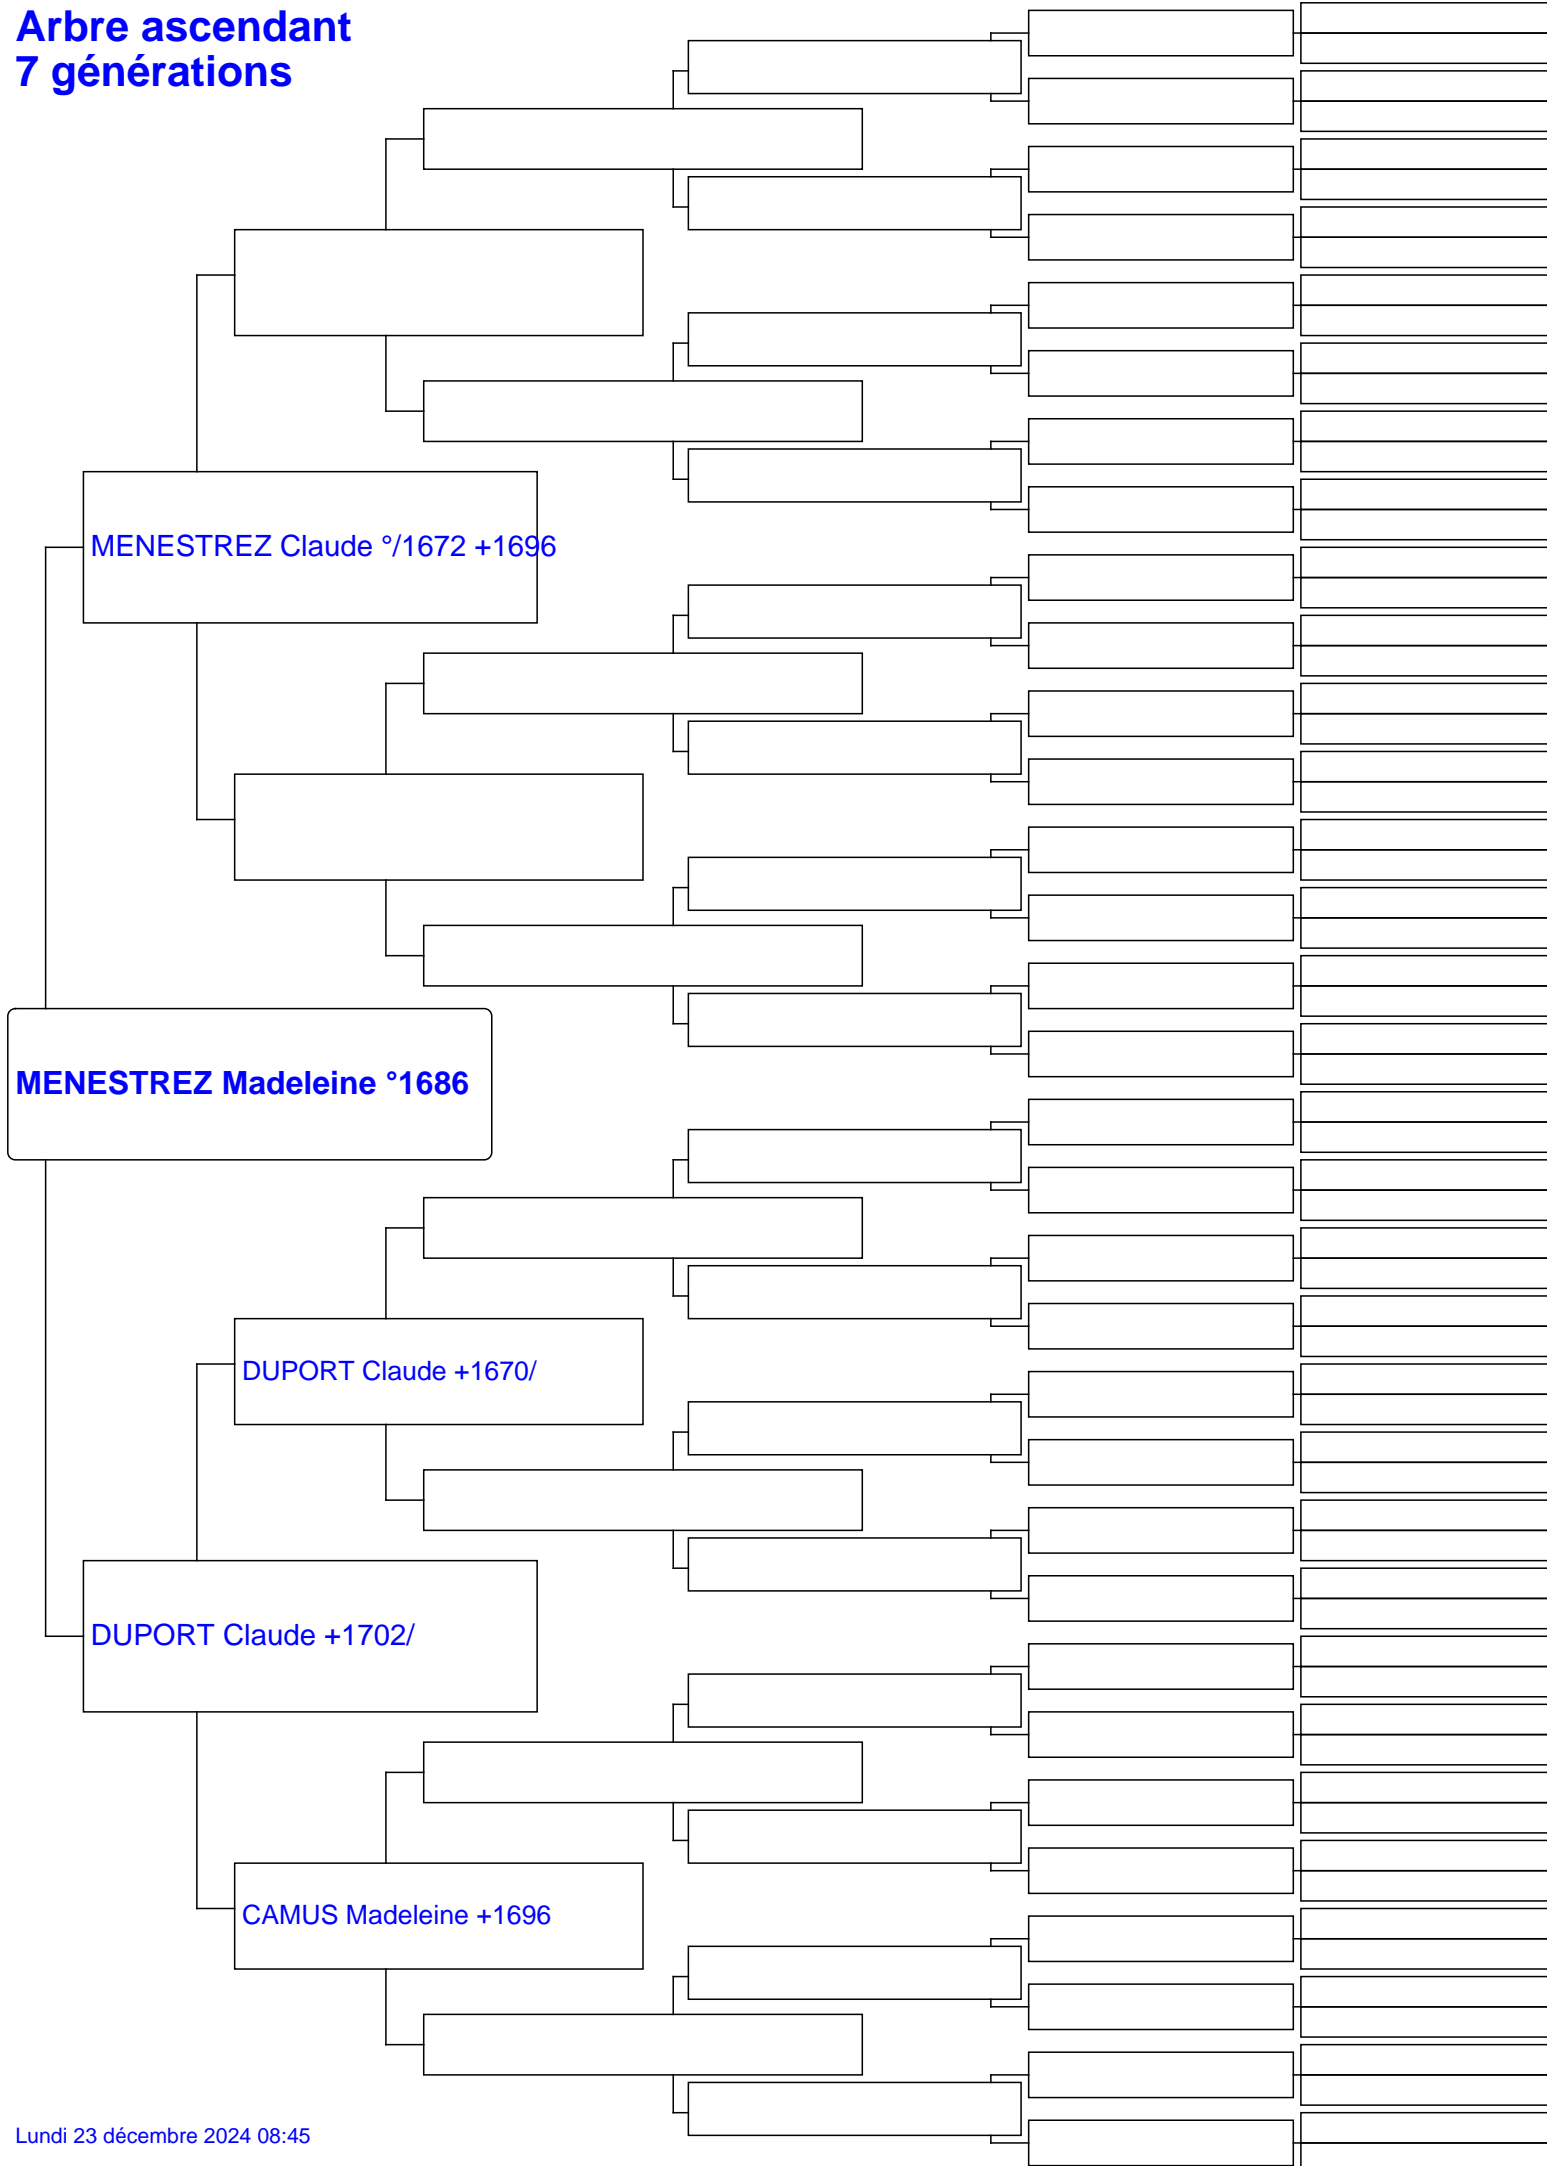 Arbre ascendant
7 générations
MENESTREZ Claude °/1672 +1696
MENESTREZ Madeleine °1686
DUPORT Claude +1670/
DUPORT Claude +1702/
CAMUS Madeleine +1696
Lundi 23 décembre 2024 08:45